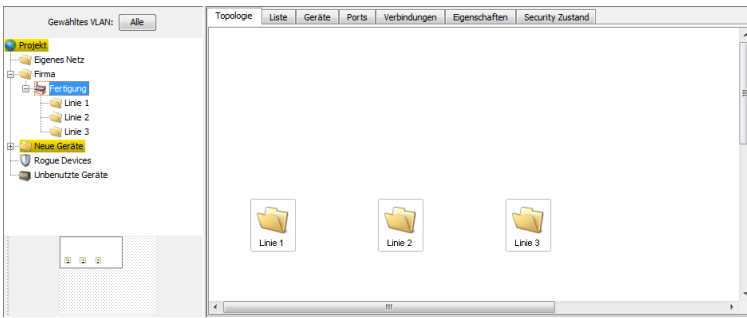 Gewähltes VLAN: Alle
Projekt
Eigenes Netz
Firma
Fertigung
Linie 1
Linie 2
Linie 3
Neue Geräte
Rogue Devices
Unbenutzte Geräte
Topologie Liste Geräte Ports Verbindungen Eigenschaften Security Zustand
Linie 1 Linie 2 Linie 3